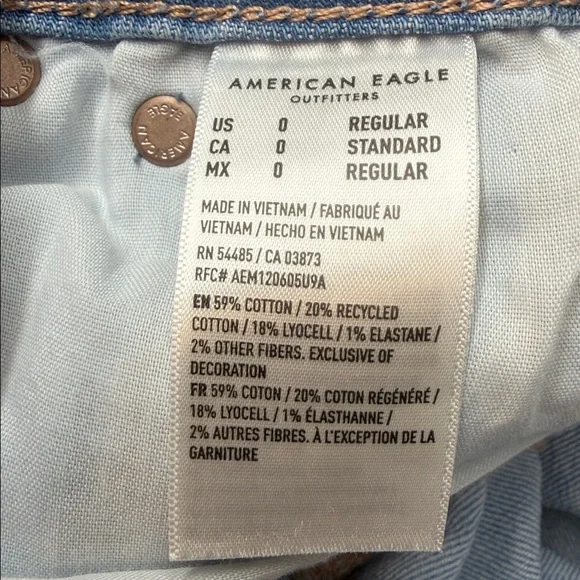 AMERICAN EAGLE
OUTFITTERS
US 0 REGULAR
CA 0 STANDARD
MX 0 REGULAR
MADE IN VIETNAM / FABRIQUÉ AU
VIETNAM / HECHO EN VIETNAM
RN 54485 / CA 03873
RFC# AEM120605U9A
EN 59% COTTON / 20% RECYCLED
COTTON / 18% LYOCELL / 1% ELASTANE /
2% OTHER FIBERS. EXCLUSIVE OF
DECORATION
FR 59% COTON / 20% COTON RÉGÉNÉRÉ /
18% LYOCELL / 1% ÉLASTHANNE /
2% AUTRES FIBRES. À L'EXCEPTION DE LA
GARNITURE